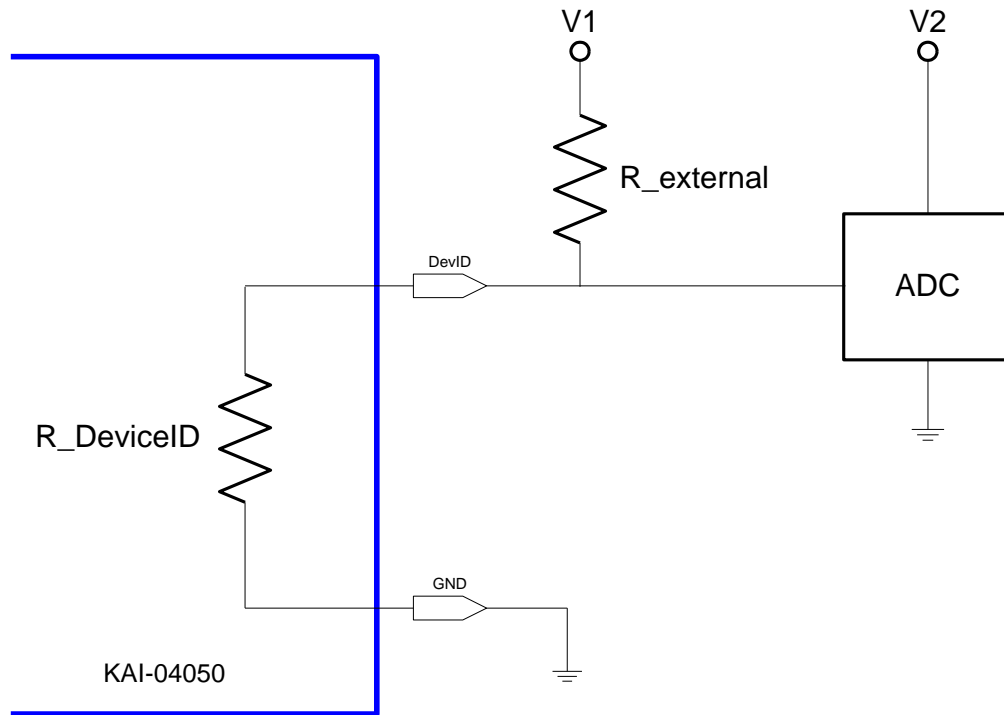 V1
V2
R_external
DevID
ADC
R_DeviceID
GND
KAI-04050